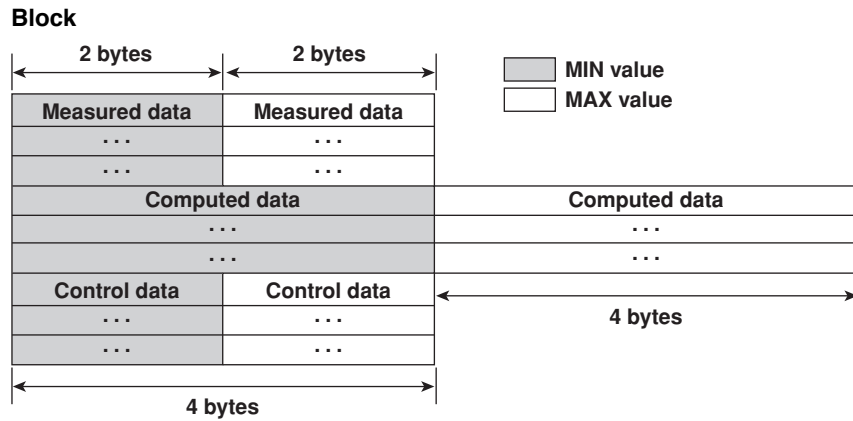 Block
2 bytes 2 bytes
MIN value
MAX value
Measured data Measured data
... ...
... ...
Computed data Computed data
... ...
... ...
Control data Control data
... ...
... ...
4 bytes
4 bytes